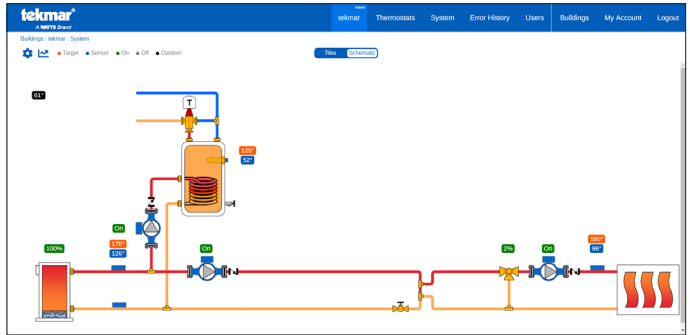 Admin
tekmar
A WATTS Brand
tekmar Thermostats System Error History Users Buildings My Account Logout
Buildings : tekmar : System
Target Sensor On Off Outdoor
Tiles Schematic
61°
T
125°
52°
On
170°
126°
100%
On
2%
On
160°
96°